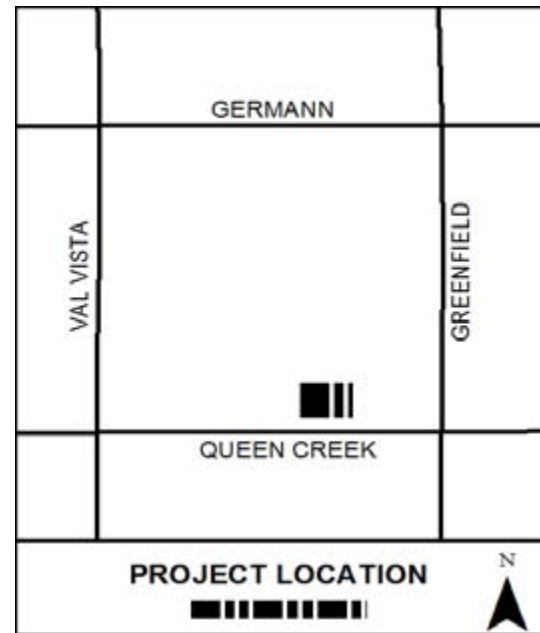 GERMANN
VAL VISTA
GREENFIELD
QUEEN CREEK
PROJECT LOCATION
N